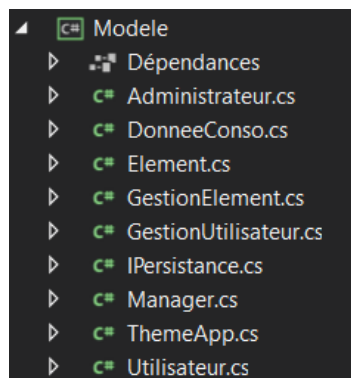 C# Modele
Dépendances
C# Administrateur.cs
C# DonneeConso.cs
C# Element.cs
C# GestionElement.cs
C# GestionUtilisateur.cs
C# IPersistance.cs
C# Manager.cs
C# ThemeApp.cs
C# Utilisateur.cs